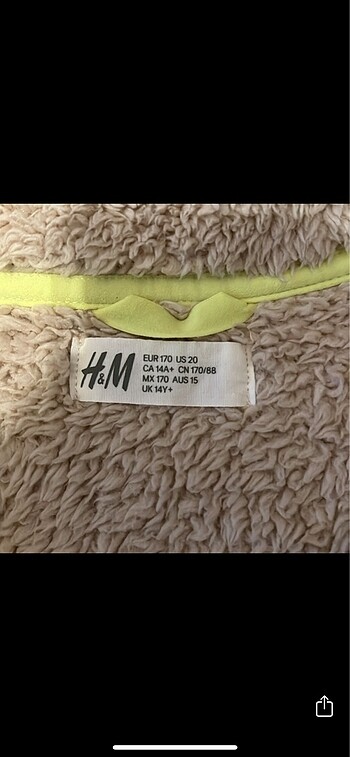 H&M
EUR 170 US 20
CA 14A+ CN 170/88
MX 170 AUS 15
UK 14Y+